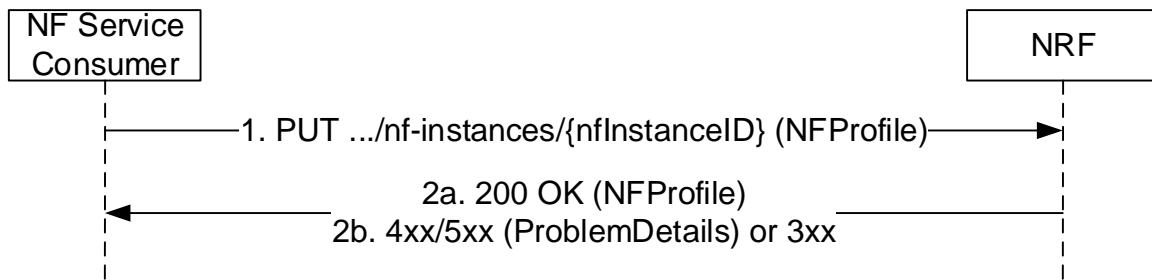 NF Service
Consumer
NRF
1. PUT .../nf-instances/{nfInstanceID} (NFProfile)
2a. 200 OK (NFProfile)
2b. 4xx/5xx (ProblemDetails) or 3xx